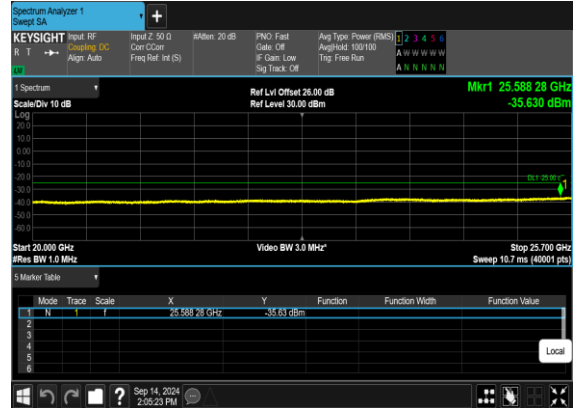 Spectrum Analyzer 1
Swept SA
+
KEYSIGHT Input: RF Input Z: 50 Ω #Atten: 20 dB PNO: Fast Avg Type: Power (RMS) 1 2 3 4 5 6
R T Coupling: DC Corr CCorr Gate: Off Avg|Hold: 100/100 A W W W W W
Align: Auto Freq Ref: Int (S) IF Gain: Low Trig: Free Run
LM Sig Track: Off A N N N N N
1 Spectrum Ref Lvl Offset 26.00 dB Mkr1 25.588 28 GHz
Scale/Div 10 dB Ref Level 30.00 dBm -35.630 dBm
Log
20.0
10.0
0.00
-10.0
-20.0 DL1 -25.00
-30.0 1
-40.0
-50.0
-60.0
Start 20.000 GHz Video BW 3.0 MHz* Stop 25.700 GHz
#Res BW 1.0 MHz Sweep 10.7 ms (40001 pts)
5 Marker Table
Mode Trace Scale X Y Function Function Width Function Value
1 N 1 f 25.588 28 GHz -35.63 dBm
2
3
4
5
6
Local
? Sep 14, 2024
2:05:23 PM